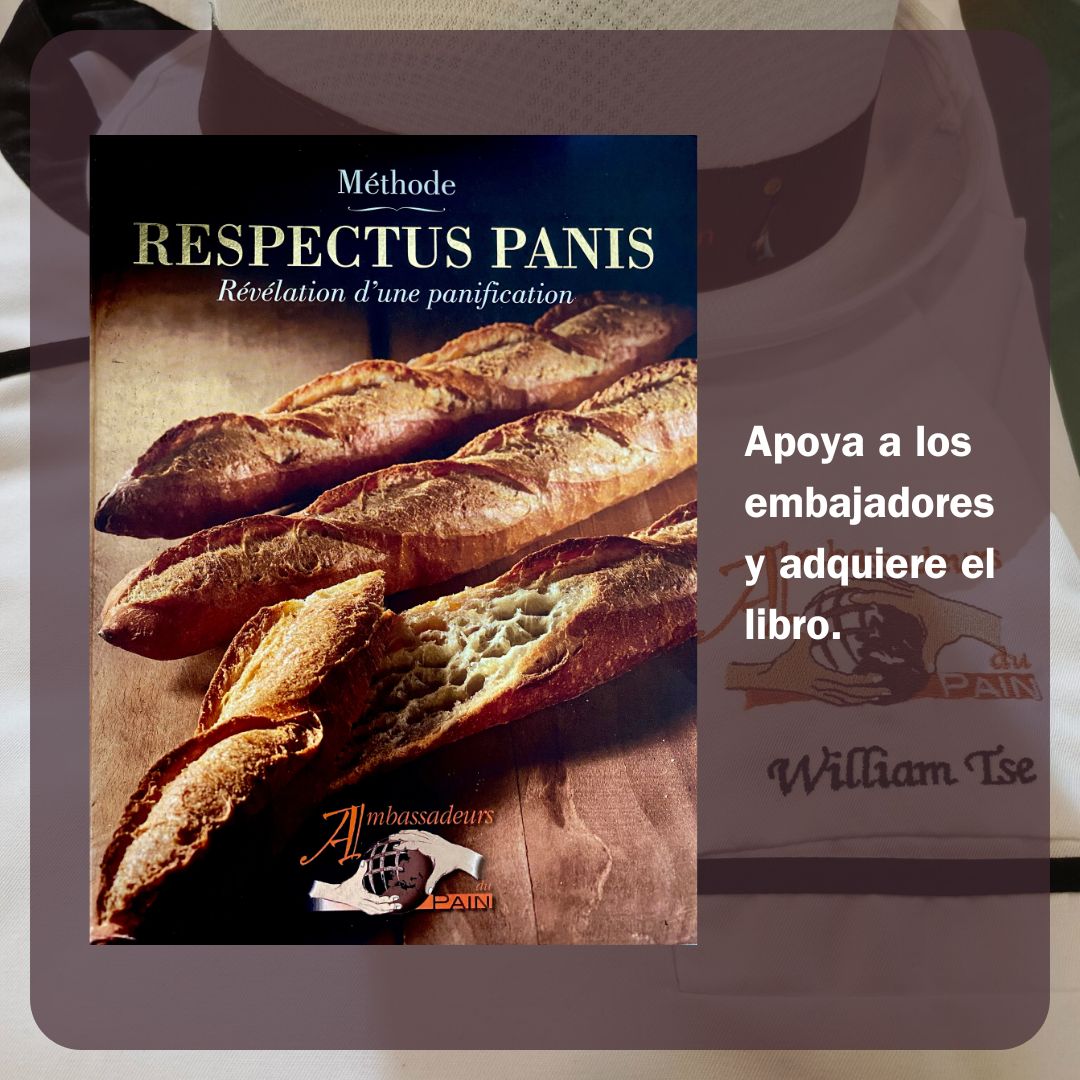 Méthode
RESPECTUS PANIS
Révélation d'une panification
Ambassadeurs
du
PAIN
Apoya a los
embajadores
y adquiere el
libro.
Ambassadeurs
du
PAIN
William Tse